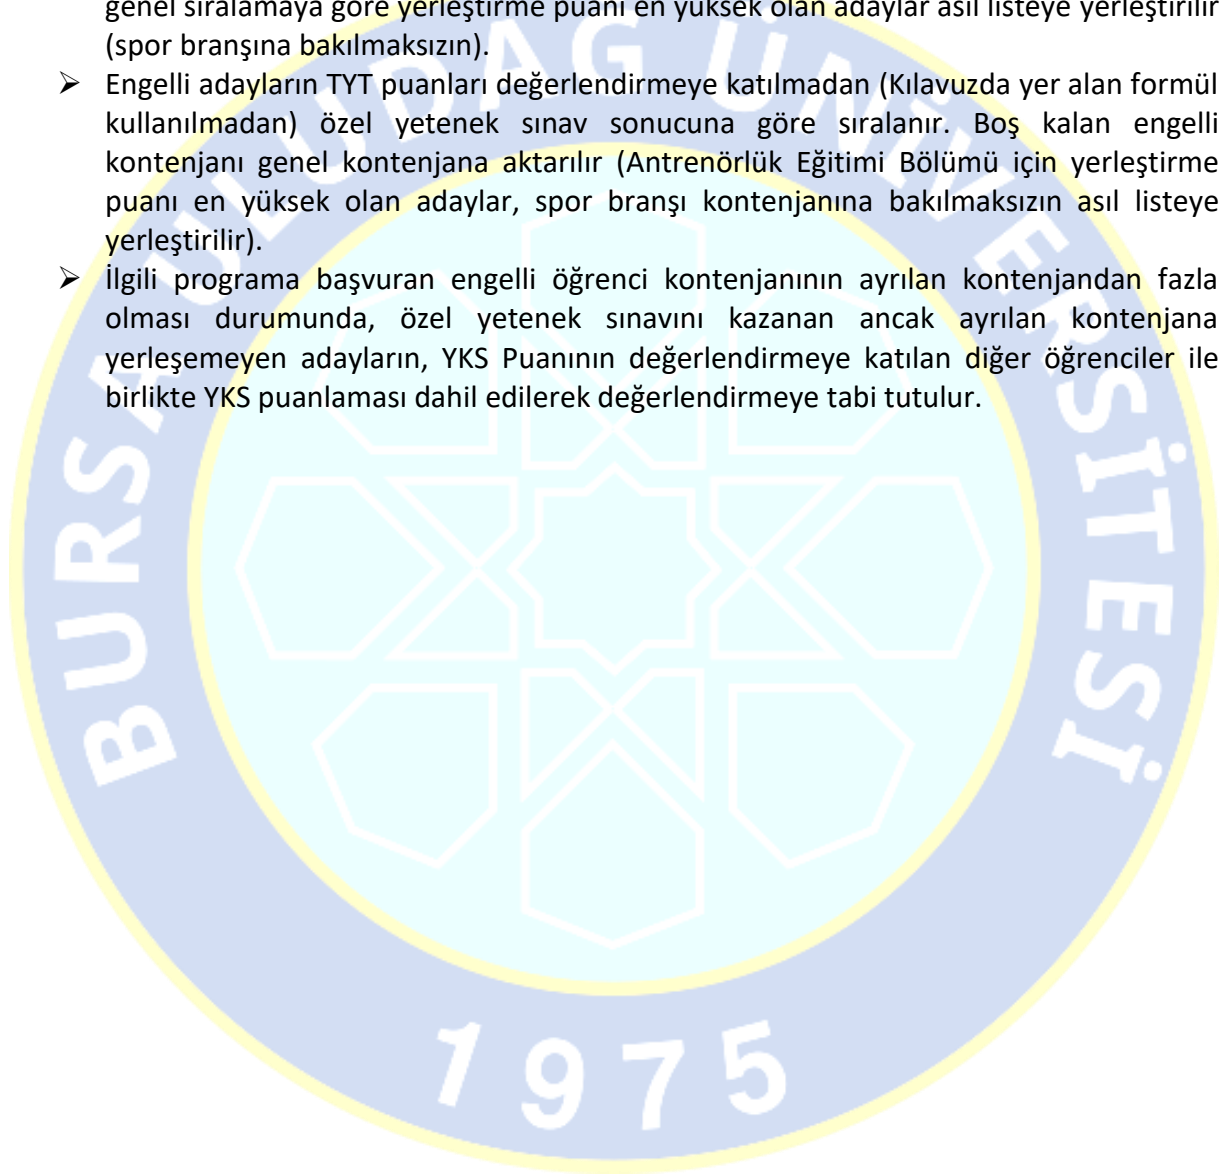 genel sıralamaya göre yerleştirme puanı en yüksek olan adaylar asıl listeye yerleştirilir
(spor branşına bakılmaksızın).
➢ Engelli adayların TYT puanları değerlendirmeye katılmadan (Kılavuzda yer alan formül
kullanılmadan) özel yetenek sınav sonucuna göre sıralanır. Boş kalan engelli
kontenjanı genel kontenjana aktarılır (Antrenörlük Eğitimi Bölümü için yerleştirme
puanı en yüksek olan adaylar, spor branşı kontenjanına bakılmaksızın asıl listeye
yerleştirilir).
➢ İlgili programa başvuran engelli öğrenci kontenjanının ayrılan kontenjandan fazla
olması durumunda, özel yetenek sınavını kazanan ancak ayrılan kontenjana
yerleşemeyen adayların, YKS Puanının değerlendirmeye katılan diğer öğrenciler ile
birlikte YKS puanlaması dahil edilerek değerlendirmeye tabi tutulur.
BURSA ULUDAĞ ÜNİVERSİTESİ
1975